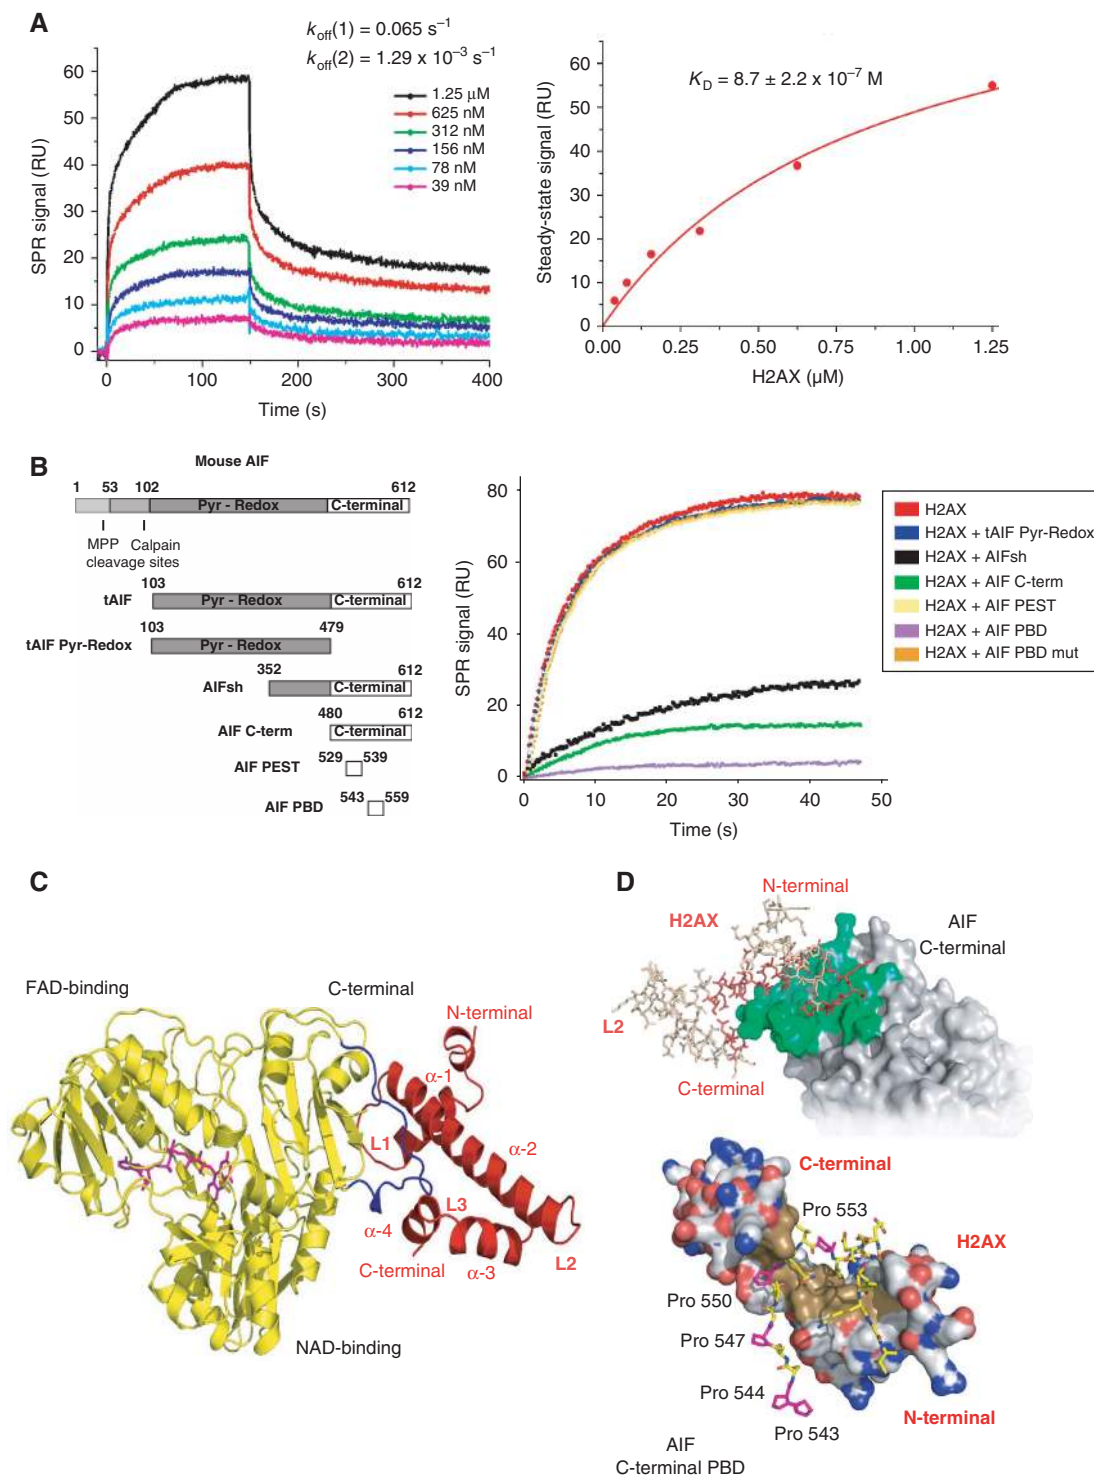 A
koff(1) = 0.065 s–1
koff(2) = 1.29 x 10–3 s–1
60
50
40
30
20
10
0
SPR signal (RU)
1.25 µM
625 nM
312 nM
156 nM
78 nM
39 nM
0
100
200
300
400
Time (s)
KD = 8.7 ± 2.2 x 10–7 M
60
50
40
30
20
10
0
Steady-state signal (RU)
0.00
0.25
0.50
0.75
1.00
1.25
H2AX (µM)
B
Mouse AIF
1
53
102
612
Pyr - Redox
C-terminal
MPP
Calpain
cleavage sites
103
612
tAIF
Pyr - Redox
C-terminal
103
479
tAIF Pyr-Redox
Pyr - Redox
352
612
AIFsh
C-terminal
480
612
AIF C-term
C-terminal
529
539
AIF PEST
543
559
AIF PBD
80
60
40
20
0
SPR signal (RU)
0
10
20
30
40
50
Time (s)
H2AX
H2AX + tAIF Pyr-Redox
H2AX + AIFsh
H2AX + AIF C-term
H2AX + AIF PEST
H2AX + AIF PBD
H2AX + AIF PBD mut
C
FAD-binding
C-terminal
N-terminal
α-1
L1
α-2
L3
α-4
C-terminal
α-3
L2
NAD-binding
D
N-terminal
H2AX
AIF
C-terminal
L2
C-terminal
C-terminal
Pro 553
H2AX
Pro 550
Pro 547
Pro 544
Pro 543
N-terminal
AIF
C-terminal PBD